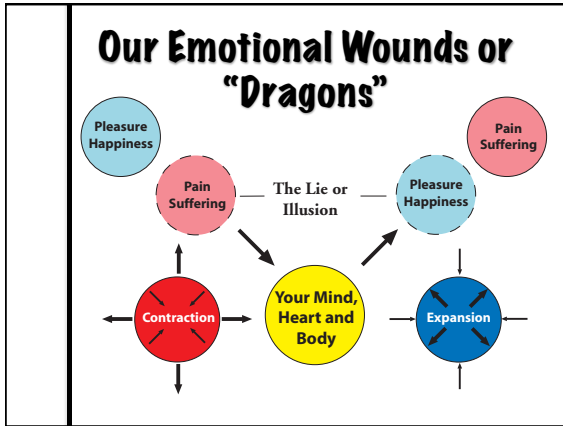 Our Emotional Wounds or
“Dragons”
Pleasure
Happiness
Pain
Suffering
Pain
Suffering
The Lie or
Illusion
Pleasure
Happiness
Contraction
Your Mind,
Heart and
Body
Expansion